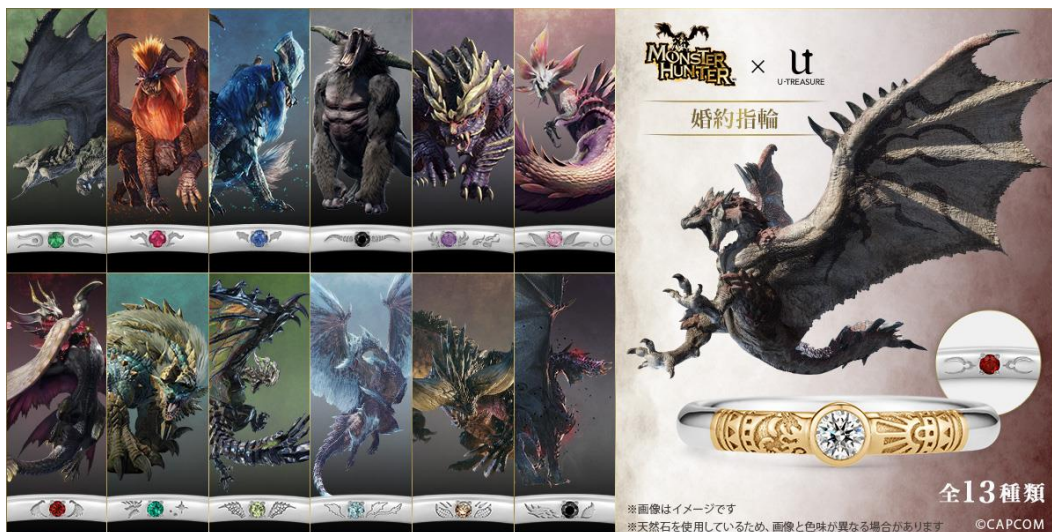 MONSTER HUNTER × Ut
U-TREASURE
婚約指輪
全13種類
※画像はイメージです
※天然石を使用しているため、画像と色味が異なる場合があります
©CAPCOM